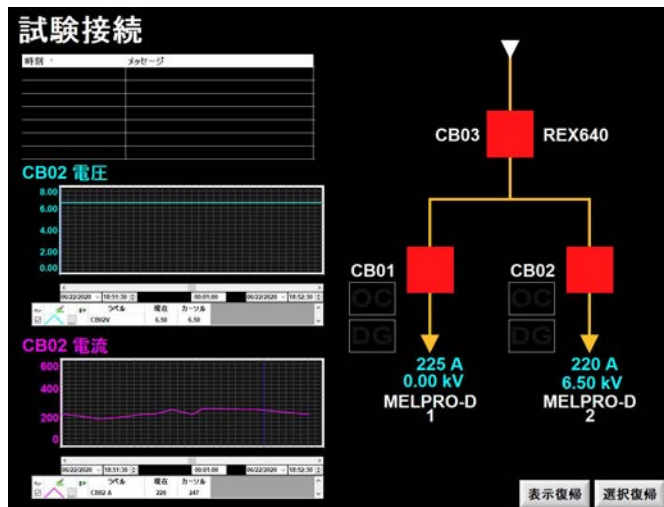 試験接続
時刻 メッセージ
CB02 電圧
8.00
6.00
4.00
2.00
0.00
06/22/2020 18:51:30 00:01:00 06/22/2020 18:52:30
ラベル 現在 カーソル
CB02V 6.50 6.50
CB02 電流
600
400
200
0
06/22/2020 18:51:30 00:01:00 06/22/2020 18:52:30
ラベル 現在 カーソル
CB02 A 220 247
CB03 REX640
CB01
OC
DG
225 A
0.00 kV
MELPRO-D
1
CB02
OC
DG
220 A
6.50 kV
MELPRO-D
2
表示復帰 選択復帰